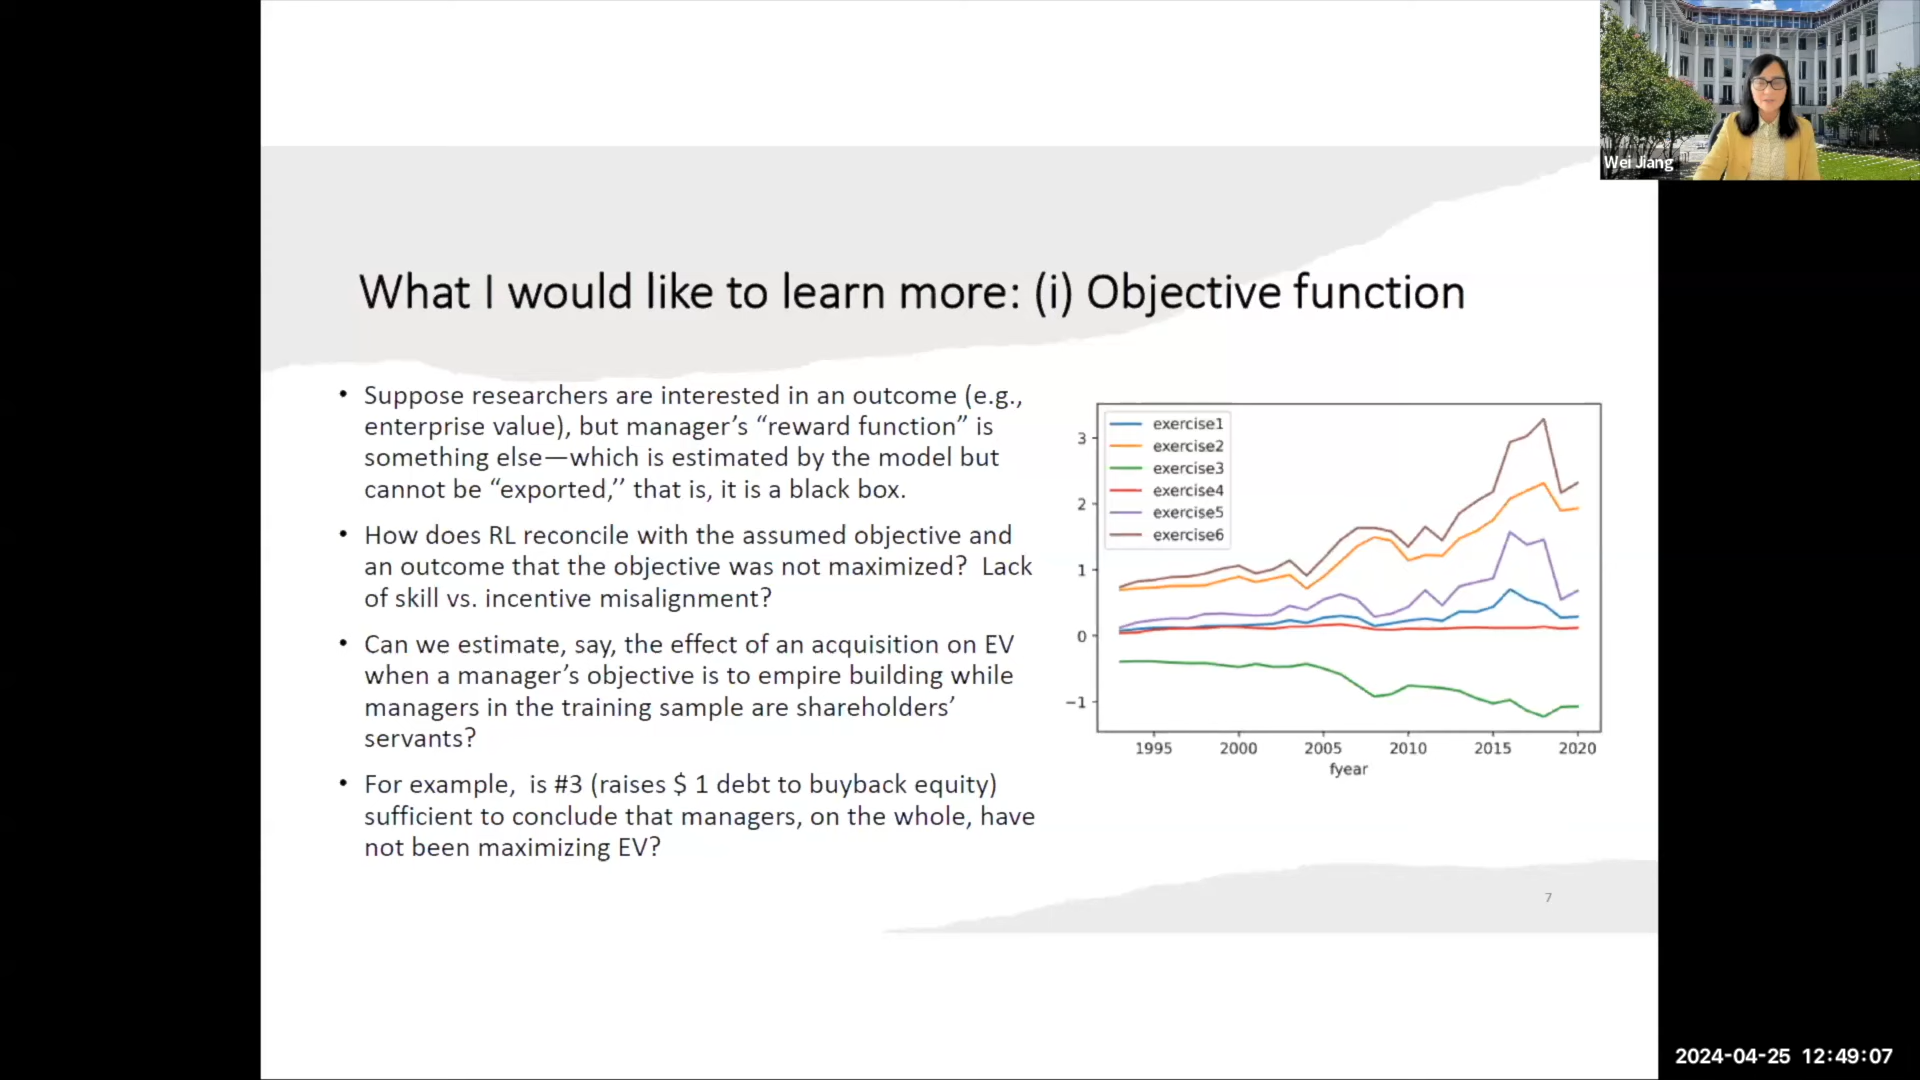 Wei Jiang
What I would like to learn more: (i) Objective function
• Suppose researchers are interested in an outcome (e.g.,
enterprise value), but manager’s “reward function” is
something else—which is estimated by the model but
cannot be “exported,’’ that is, it is a black box.
• How does RL reconcile with the assumed objective and
an outcome that the objective was not maximized?  Lack
of skill vs. incentive misalignment?
• Can we estimate, say, the effect of an acquisition on EV
when a manager’s objective is to empire building while
managers in the training sample are shareholders’
servants?
• For example,  is #3 (raises $ 1 debt to buyback equity)
sufficient to conclude that managers, on the whole, have
not been maximizing EV?
exercise1
exercise2
exercise3
exercise4
exercise5
exercise6
3
2
1
0
−1
1995 2000 2005 2010 2015 2020
fyear
7
2024-04-25 12:49:07